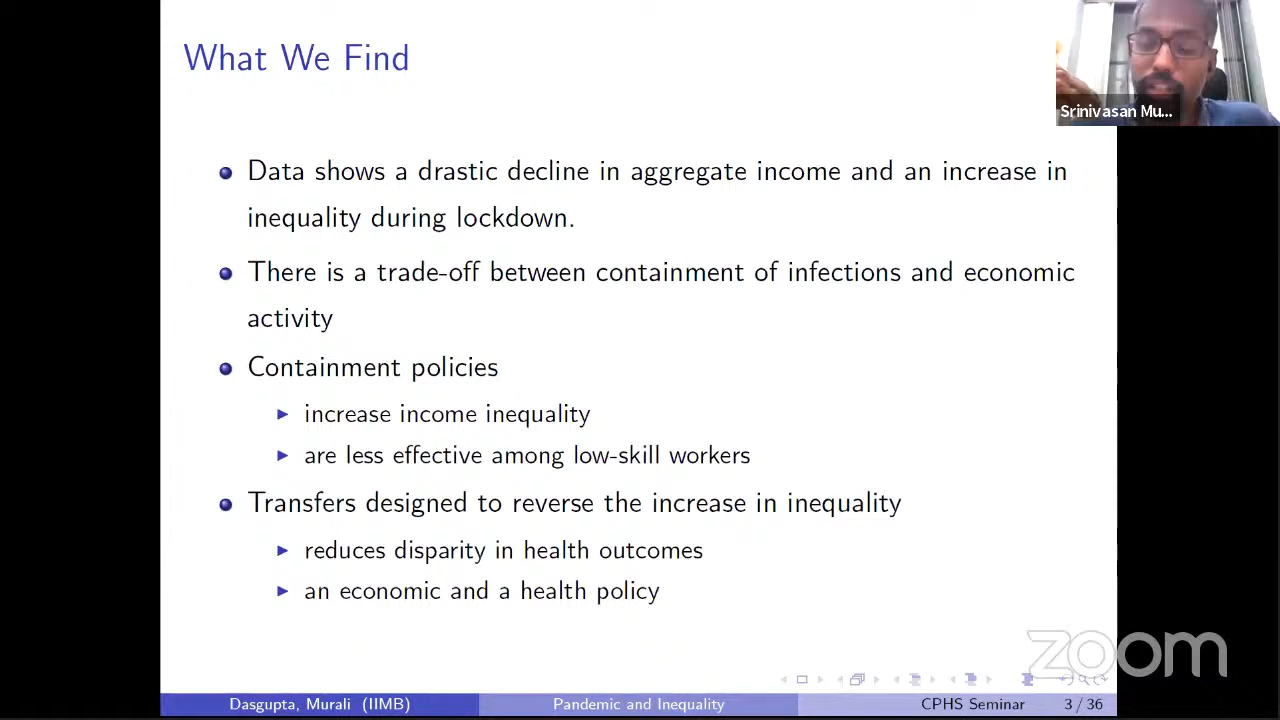 What We Find
Srinivasan Mu...
Data shows a drastic decline in aggregate income and an increase in
inequality during lockdown.
There is a trade-off between containment of infections and economic
activity
Containment policies
increase income inequality
are less effective among low-skill workers
Transfers designed to reverse the increase in inequality
reduces disparity in health outcomes
an economic and a health policy
zoom
Dasgupta, Murali (IIMB) Pandemic and Inequality CPHS Seminar 3 / 36